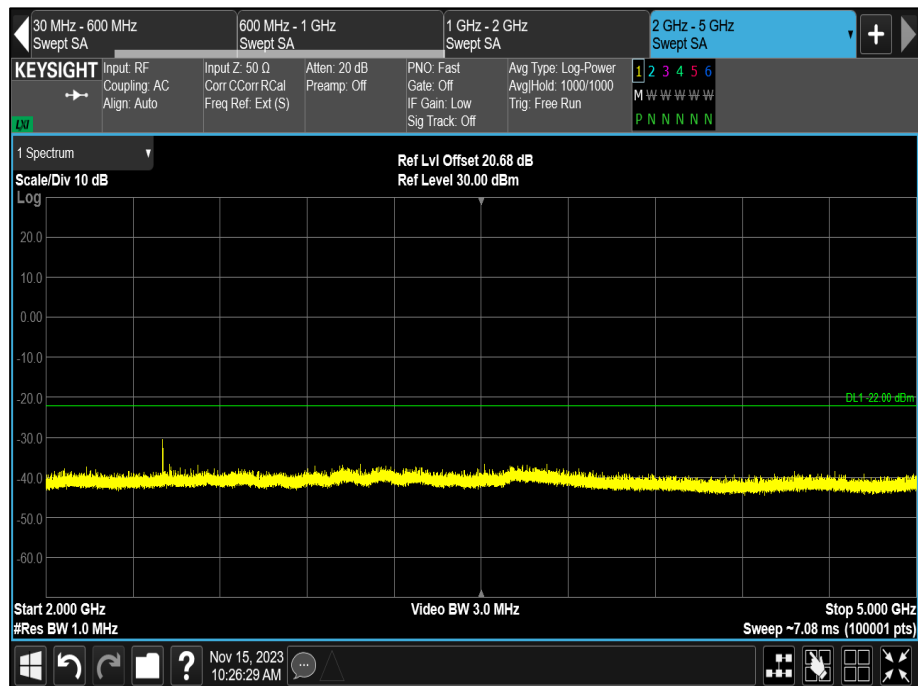 30 MHz - 600 MHz
Swept SA
600 MHz - 1 GHz
Swept SA
1 GHz - 2 GHz
Swept SA
2 GHz - 5 GHz
Swept SA
+
KEYSIGHT
LXI
Input: RF
Coupling: AC
Align: Auto
Input Z: 50 Ω
Corr CCorr RCal
Freq Ref: Ext (S)
Atten: 20 dB
Preamp: Off
PNO: Fast
Gate: Off
IF Gain: Low
Sig Track: Off
Avg Type: Log-Power
Avg|Hold: 1000/1000
Trig: Free Run
1 2 3 4 5 6
M W W W W W
P N N N N N
1 Spectrum
Scale/Div 10 dB
Ref Lvl Offset 20.68 dB
Ref Level 30.00 dBm
Log
20.0
10.0
0.00
-10.0
-20.0
DL1 -22.00 dBm
-30.0
-40.0
-50.0
-60.0
Start 2.000 GHz
Video BW 3.0 MHz
Stop 5.000 GHz
#Res BW 1.0 MHz
Sweep ~7.08 ms (100001 pts)
?
Nov 15, 2023
10:26:29 AM